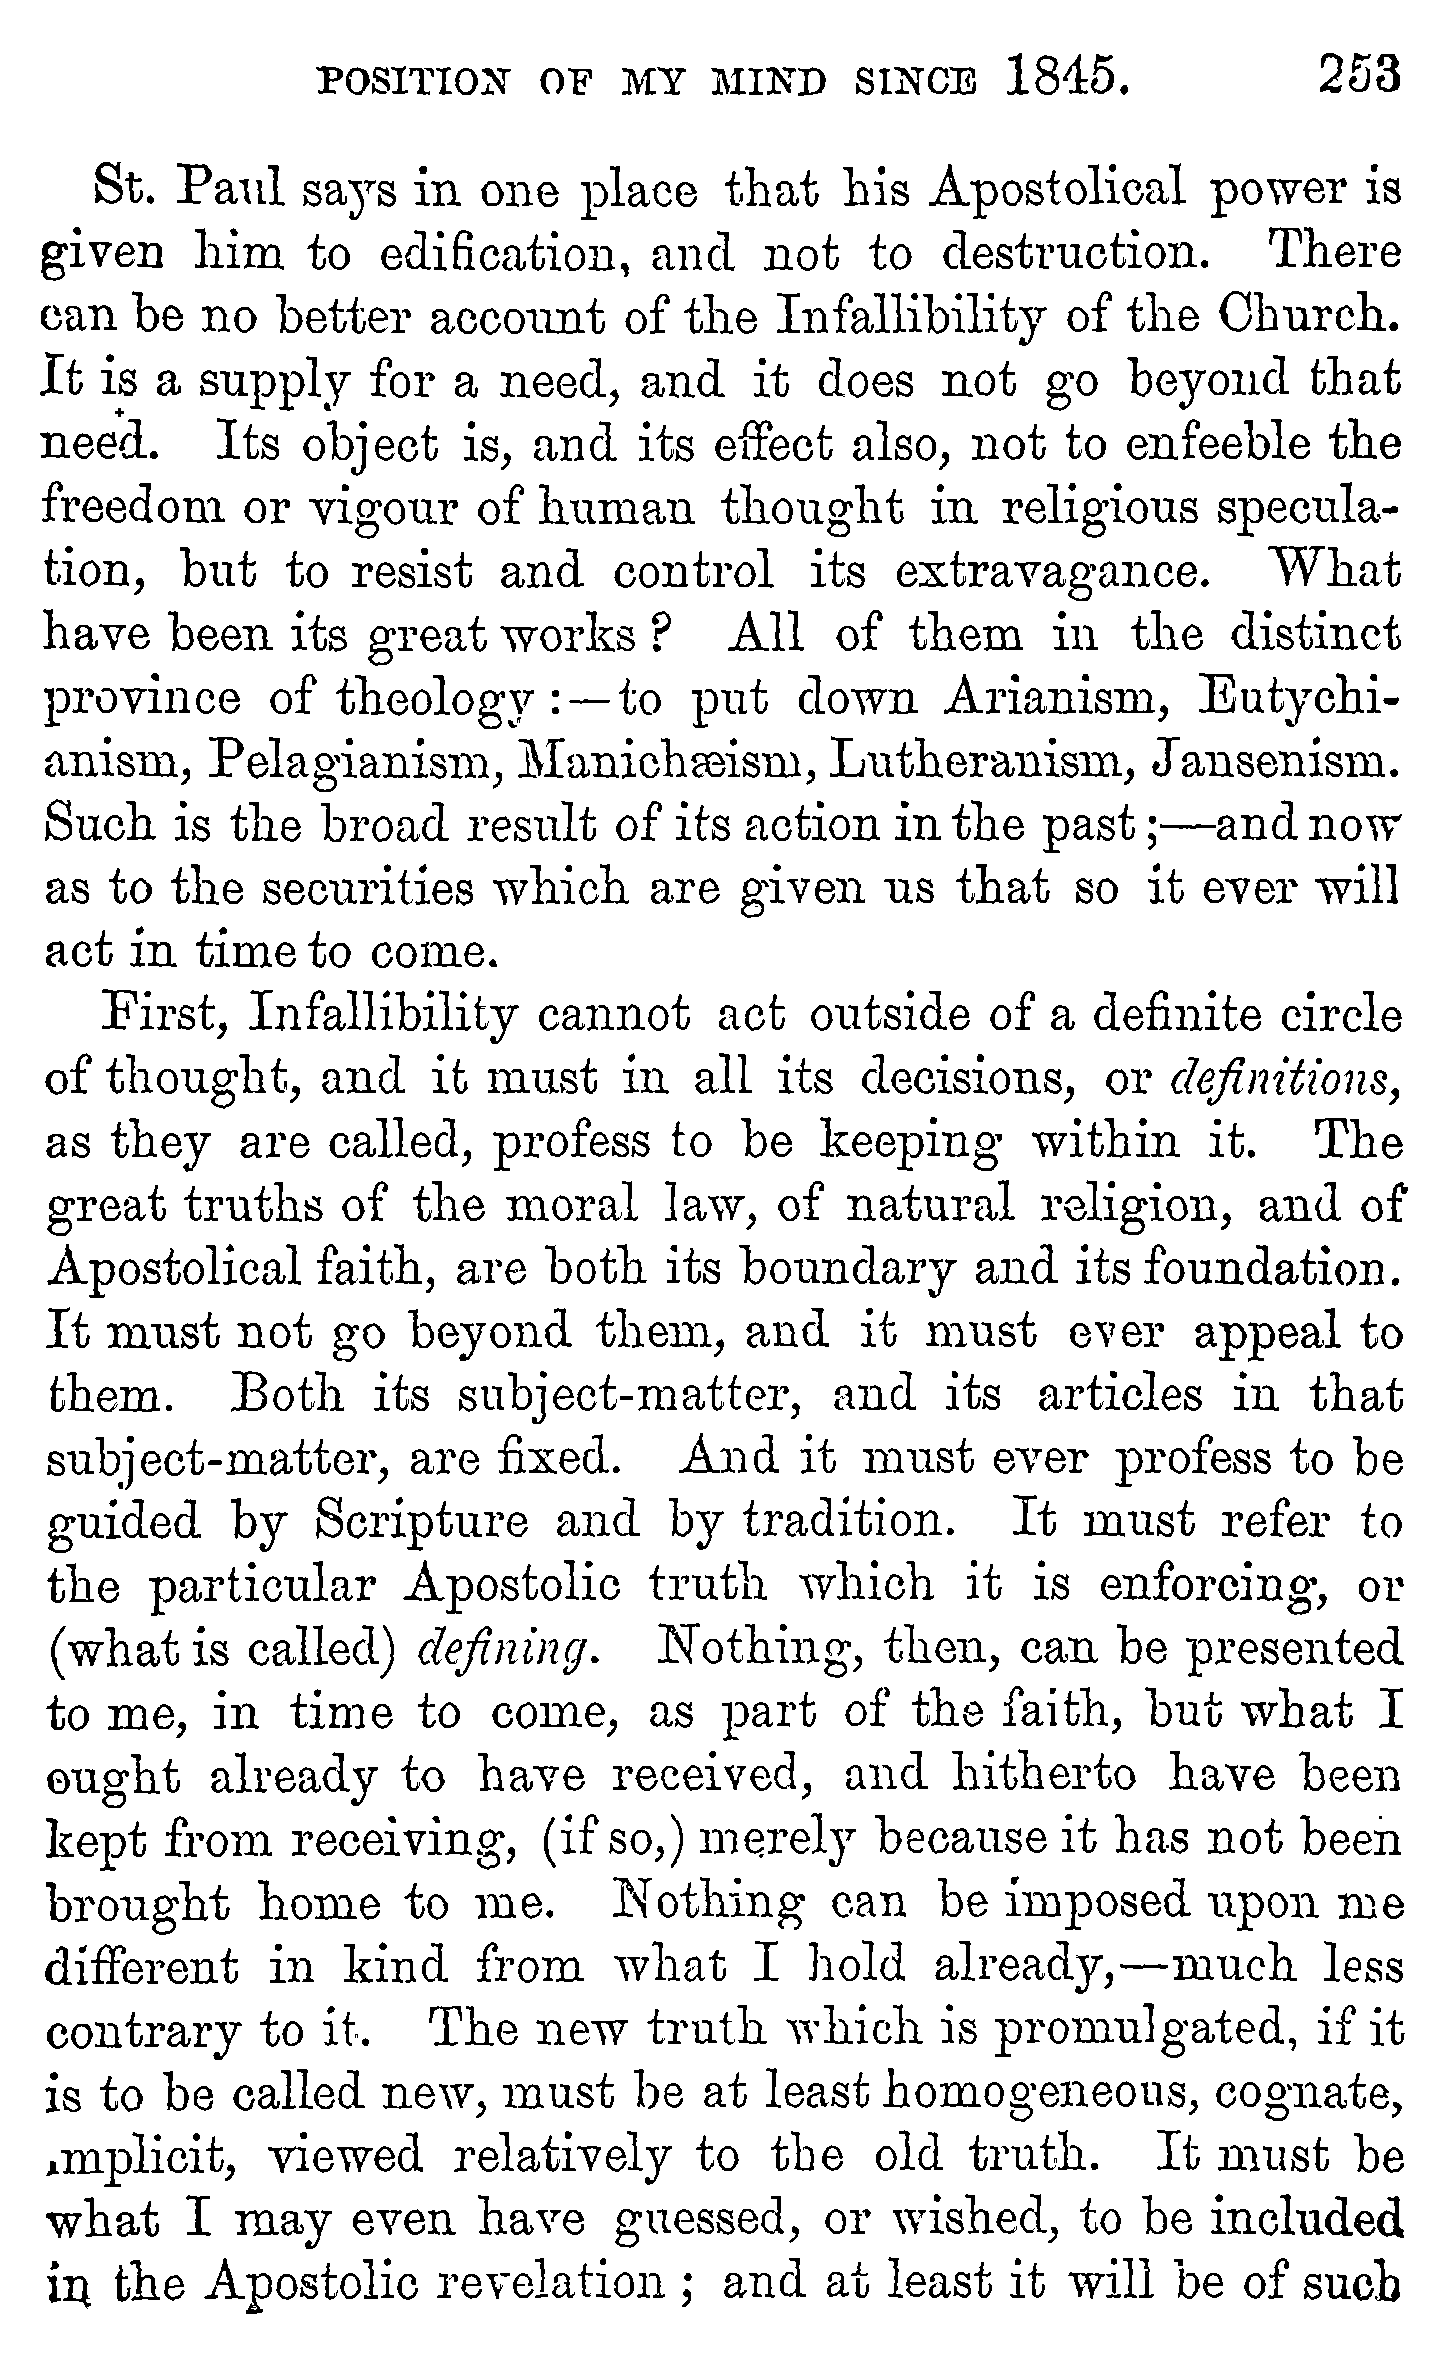 POSITION OF MY MIND SINCE 1845. 253
St. Paul says in one place that his Apostolical power is
given him to edification, and not to destruction. There
can be no better account of the Infallibility of the Church.
It is a supply for a need, and it does not go beyond that
need. Its object is, and its effect also, not to enfeeble the
freedom or vigour of human thought in religious specula-
tion, but to resist and control its extravagance. What
have been its great works? All of them in the distinct
province of theology:—to put down Arianism, Eutychi-
anism, Pelagianism, Manichæism, Lutheranism, Jansenism.
Such is the broad result of its action in the past;—and now
as to the securities which are given us that so it ever will
act in time to come.
First, Infallibility cannot act outside of a definite circle
of thought, and it must in all its decisions, or definitions,
as they are called, profess to be keeping within it. The
great truths of the moral law, of natural religion, and of
Apostolical faith, are both its boundary and its foundation.
It must not go beyond them, and it must ever appeal to
them. Both its subject-matter, and its articles in that
subject-matter, are fixed. And it must ever profess to be
guided by Scripture and by tradition. It must refer to
the particular Apostolic truth which it is enforcing, or
(what is called) defining. Nothing, then, can be presented
to me, in time to come, as part of the faith, but what I
ought already to have received, and hitherto have been
kept from receiving, (if so,) merely because it has not been
brought home to me. Nothing can be imposed upon me
different in kind from what I hold already,—much less
contrary to it. The new truth which is promulgated, if it
is to be called new, must be at least homogeneous, cognate,
implicit, viewed relatively to the old truth. It must be
what I may even have guessed, or wished, to be included
in the Apostolic revelation; and at least it will be of such